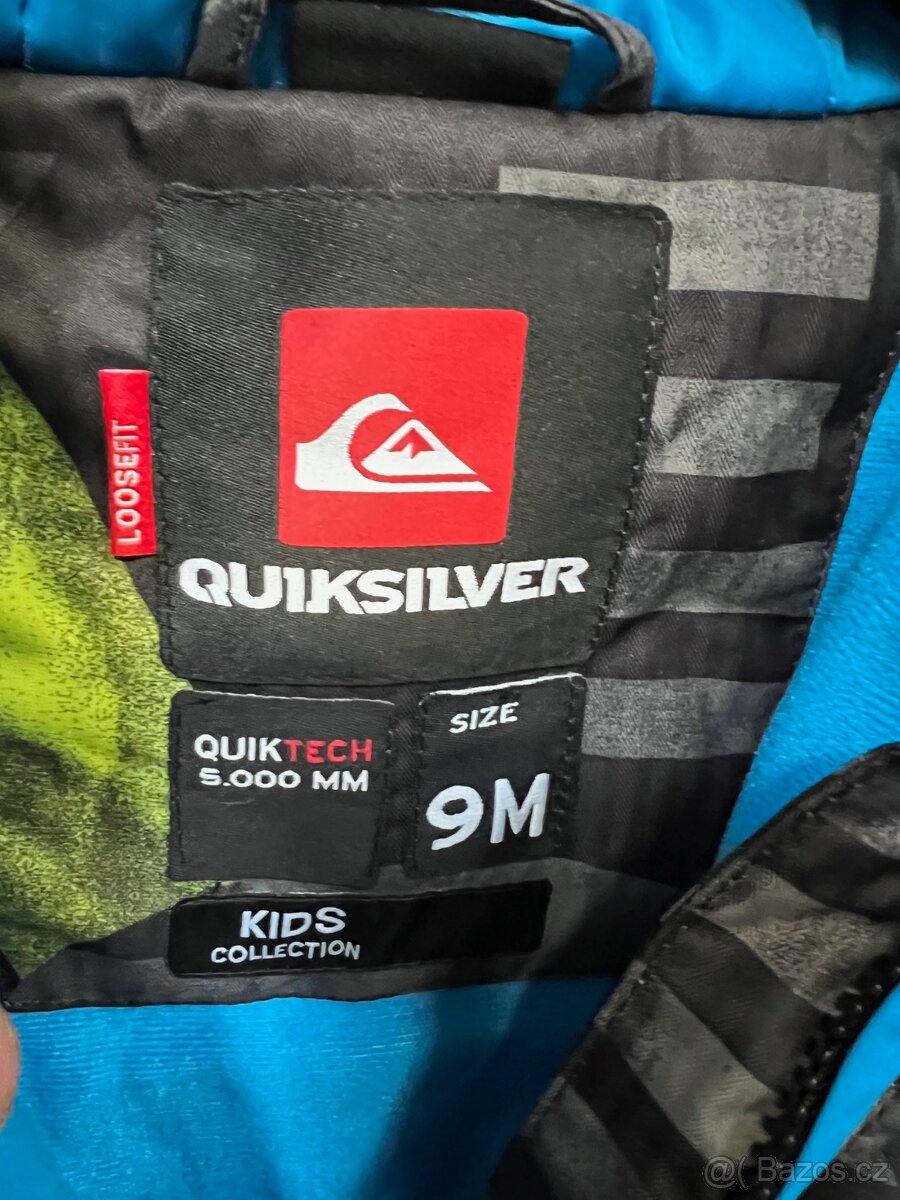 LOOSEFIT
QUIKSILVER
QUIKTECH
5.000 MM
SIZE
9M
KIDS
COLLECTION
@( Bazos.cz